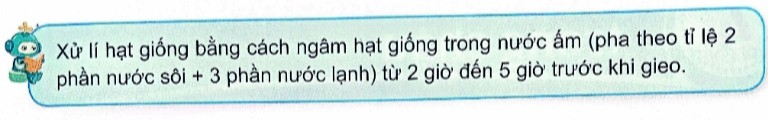 Xử lí hạt giống bằng cách ngâm hạt giống trong nước ấm (pha theo tỉ lệ 2
phần nước sôi + 3 phần nước lạnh) từ 2 giờ đến 5 giờ trước khi gieo.